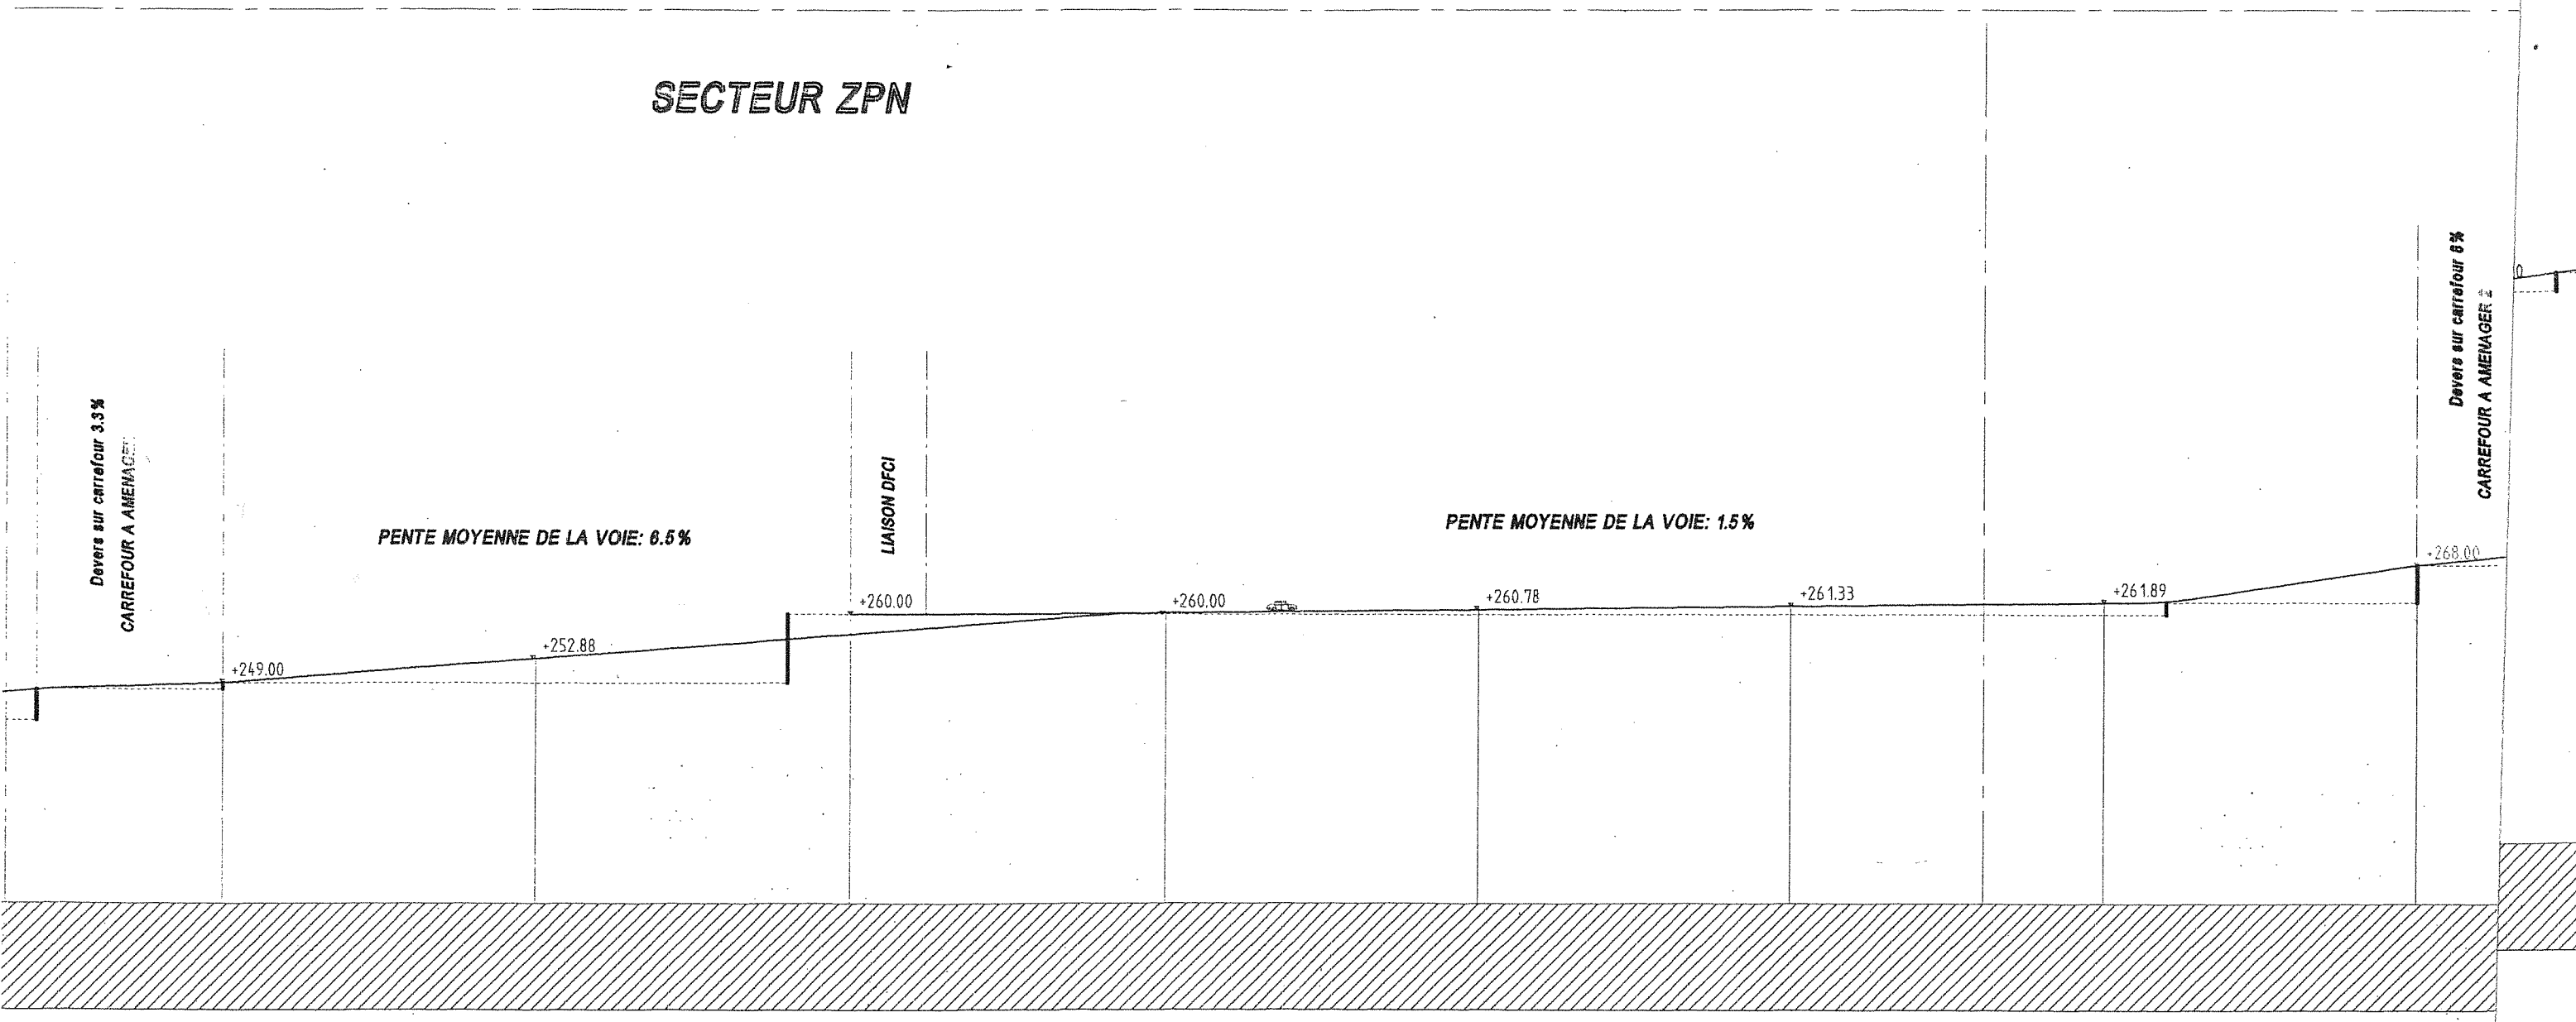 SECTEUR ZPN
Devers sur carrefour 3.3%
CARREFOUR A AMENAGER
PENTE MOYENNE DE LA VOIE: 6.5%
LIAISON DFCI
PENTE MOYENNE DE LA VOIE: 1.5%
Devers sur carrefour 6%
CARREFOUR A AMENAGER 2
+249.00
+252.88
+260.00
+260.00
+260.78
+261.33
+261.89
+268.00
0